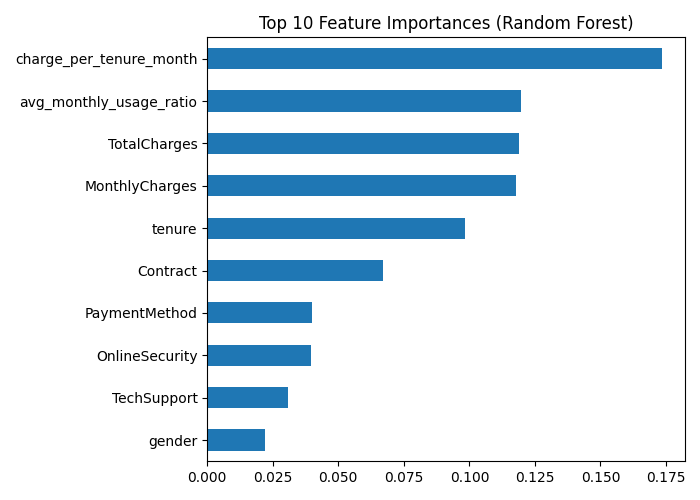 Top 10 Feature Importances (Random Forest)
charge_per_tenure_month
avg_monthly_usage_ratio
TotalCharges
MonthlyCharges
tenure
Contract
PaymentMethod
OnlineSecurity
TechSupport
gender
0.000 0.025 0.050 0.075 0.100 0.125 0.150 0.175